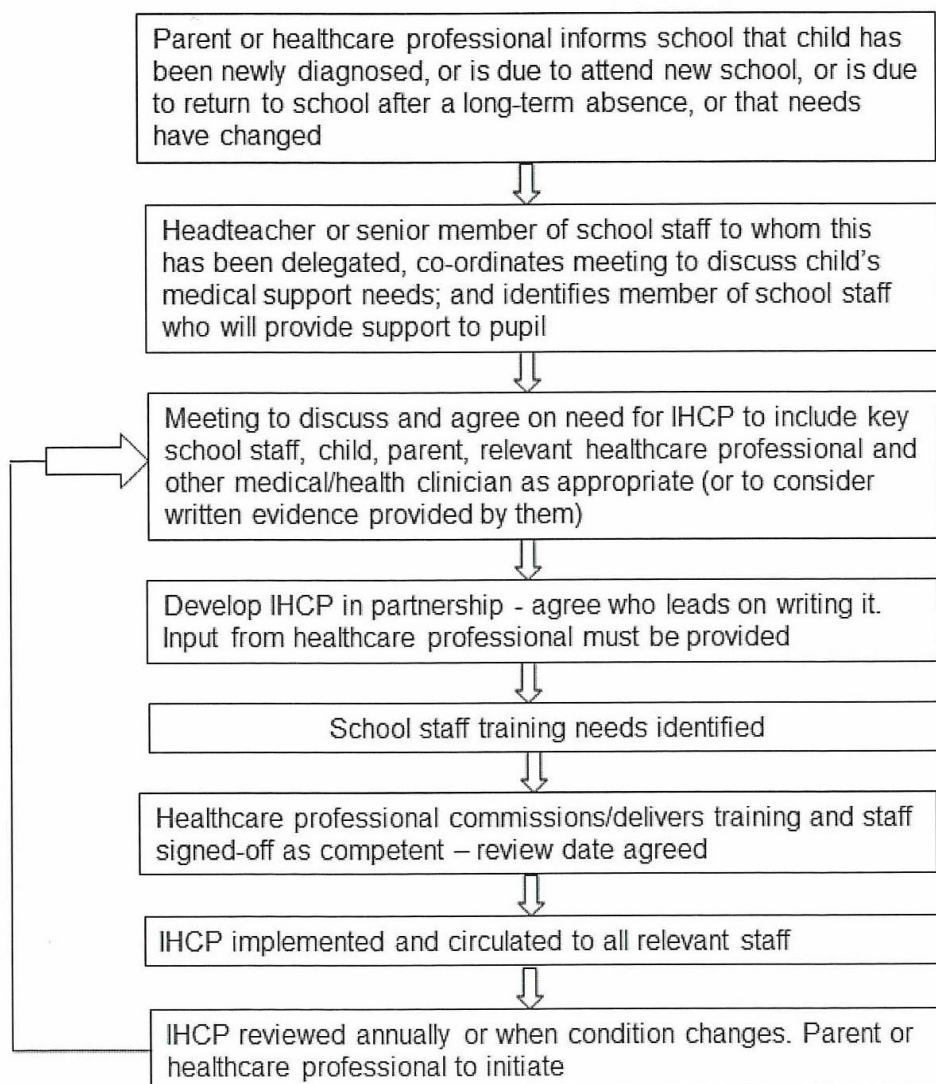 Parent or healthcare professional informs school that child has
been newly diagnosed, or is due to attend new school, or is due
to return to school after a long-term absence, or that needs
have changed
Headteacher or senior member of school staff to whom this
has been delegated, co-ordinates meeting to discuss child's
medical support needs; and identifies member of school staff
who will provide support to pupil
Meeting to discuss and agree on need for IHCP to include key
school staff, child, parent, relevant healthcare professional and
other medical/health clinician as appropriate (or to consider
written evidence provided by them)
Develop IHCP in partnership - agree who leads on writing it.
Input from healthcare professional must be provided
School staff training needs identified
Healthcare professional commissions/delivers training and staff
signed-off as competent – review date agreed
IHCP implemented and circulated to all relevant staff
IHCP reviewed annually or when condition changes. Parent or
healthcare professional to initiate